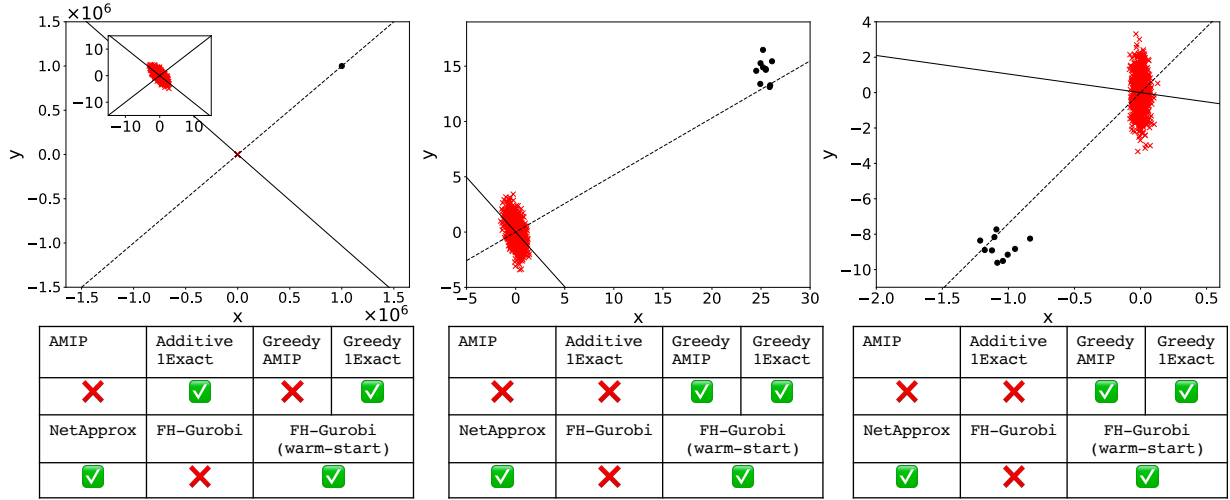 ×10⁶
1.5
1.0
0.5
0.0
−0.5
−1.0
−1.5
y
10
0
−10
−10 0 10
−1.5 −1.0 −0.5 0.0 0.5 1.0 1.5
x
×10⁶
15
10
5
0
−5
y
−5 0 5 10 15 20 25 30
x
4
2
0
−2
−4
−6
−8
−10
y
−2.0 −1.5 −1.0 −0.5 0.0 0.5
x
AMIP Additive Greedy Greedy
1Exact AMIP 1Exact
NetApprox FH-Gurobi FH-Gurobi
(warm-start)
AMIP Additive Greedy Greedy
1Exact AMIP 1Exact
NetApprox FH-Gurobi FH-Gurobi
(warm-start)
AMIP Additive Greedy Greedy
1Exact AMIP 1Exact
NetApprox FH-Gurobi FH-Gurobi
(warm-start)